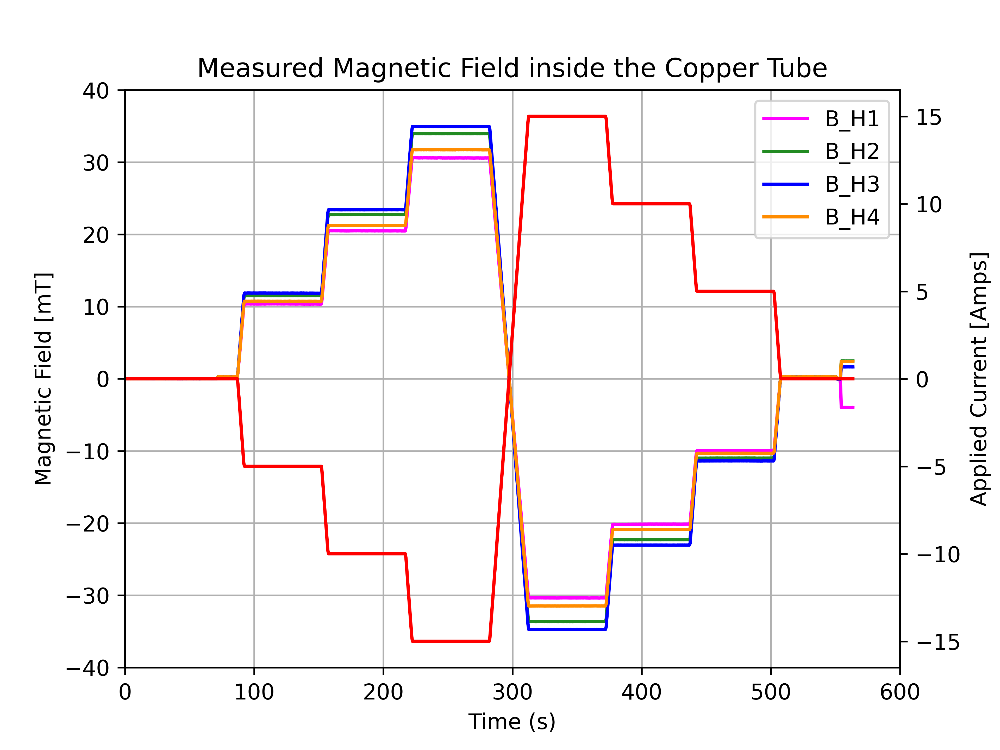 Measured Magnetic Field inside the Copper Tube
40
30
20
10
0
−10
−20
−30
−40
Magnetic Field [mT]
0
100
200
300
400
500
600
Time (s)
15
10
5
0
−5
−10
−15
Applied Current [Amps]
B_H1
B_H2
B_H3
B_H4